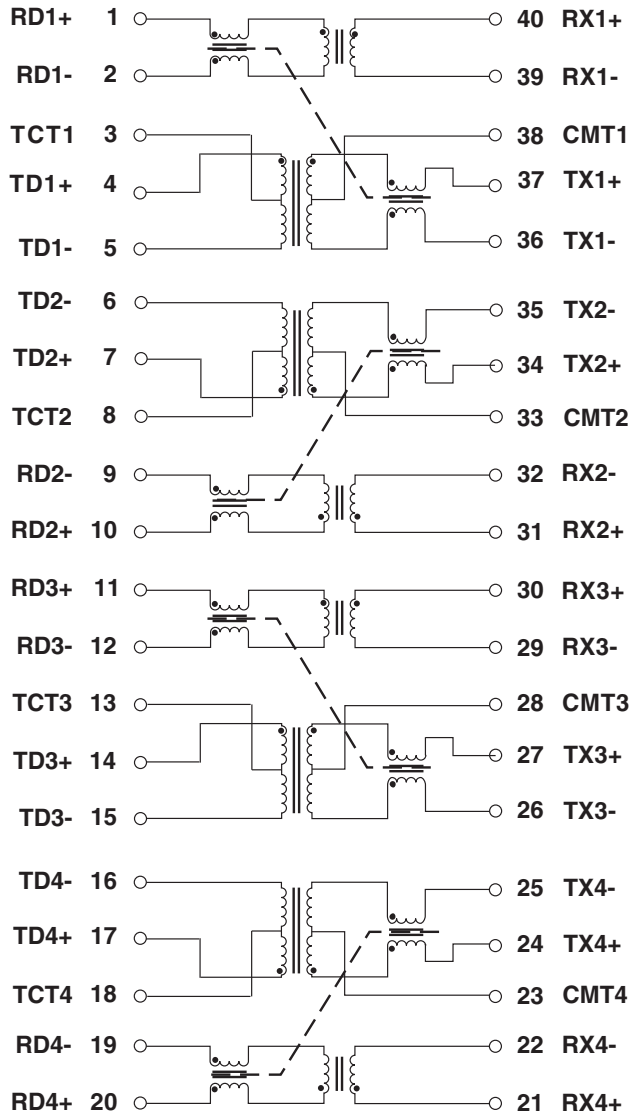 RD1+ 1 40 RX1+
RD1- 2 39 RX1-
TCT1 3 38 CMT1
TD1+ 4 37 TX1+
TD1- 5 36 TX1-
TD2- 6 35 TX2-
TD2+ 7 34 TX2+
TCT2 8 33 CMT2
RD2- 9 32 RX2-
RD2+ 10 31 RX2+
RD3+ 11 30 RX3+
RD3- 12 29 RX3-
TCT3 13 28 CMT3
TD3+ 14 27 TX3+
TD3- 15 26 TX3-
TD4- 16 25 TX4-
TD4+ 17 24 TX4+
TCT4 18 23 CMT4
RD4- 19 22 RX4-
RD4+ 20 21 RX4+